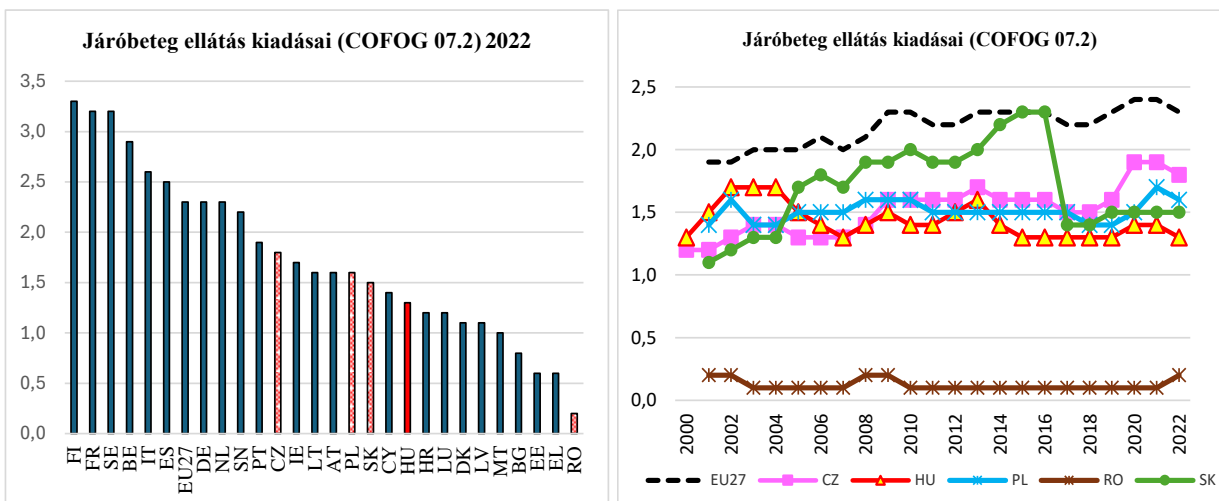 Járóbeteg ellátás kiadásai (COFOG 07.2) 2022
3,5
3,0
2,5
2,0
1,5
1,0
0,5
0,0
FI FR SE BE IT ES EU27 DE NL SN PT CZ IE LT AT PL SK CY HU HR LU DK LV MT BG EE EL RO
Járóbeteg ellátás kiadásai (COFOG 07.2)
2,5
2,0
1,5
1,0
0,5
0,0
2000 2002 2004 2006 2008 2010 2012 2014 2016 2018 2020 2022
EU27 CZ HU PL RO SK